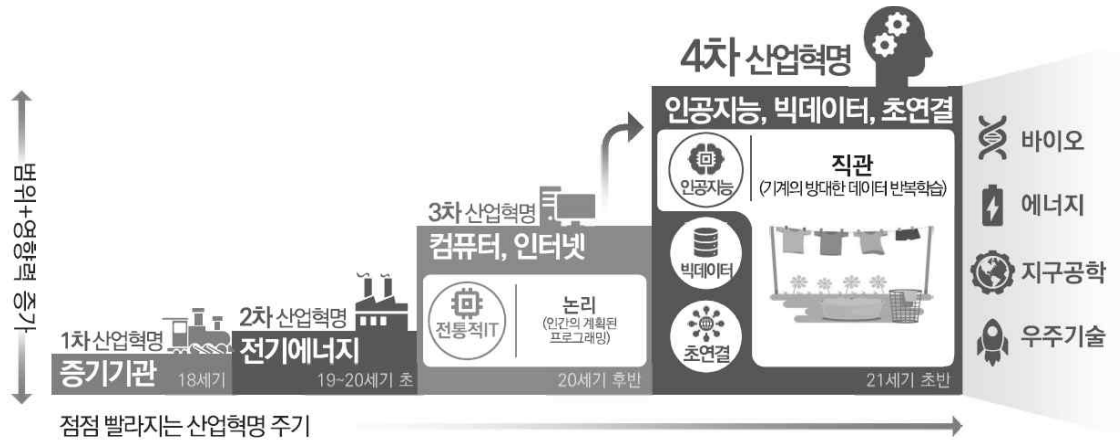 4차 산업혁명
인공지능, 빅데이터, 초연결
인공지능
직관
(기계의 방대한 데이터 반복학습)
빅데이터
초연결
21세기 초반
바이오
에너지
지구공학
우주기술
3차 산업혁명
컴퓨터, 인터넷
전통적IT
논리
(인간의 계획된
프로그래밍)
20세기 후반
2차 산업혁명
전기에너지
19~20세기 초
1차 산업혁명
증기기관
18세기
범위+영향력 증가
점점 빨라지는 산업혁명 주기